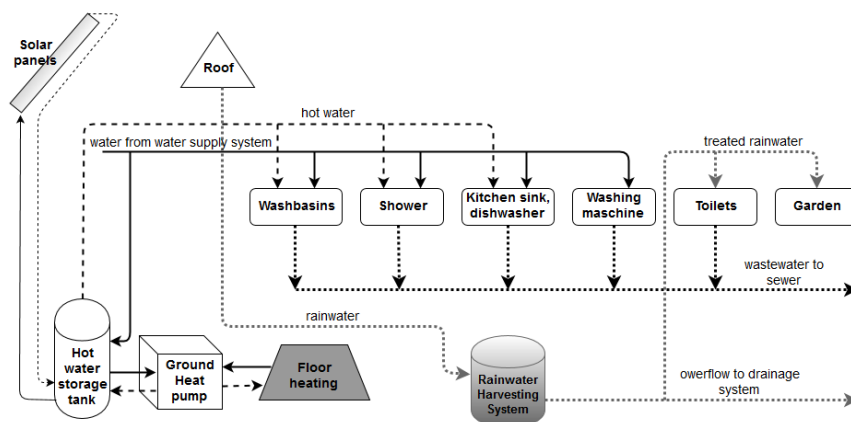 Solar
panels
Roof
hot water
water from water supply system
treated rainwater
Washbasins
Shower
Kitchen sink,
dishwasher
Washing
maschine
Toilets
Garden
wastewater to
sewer
rainwater
Hot
water
storage
tank
Ground
Heat
pump
Floor
heating
Rainwater
Harvesting
System
owerflow to drainage
system